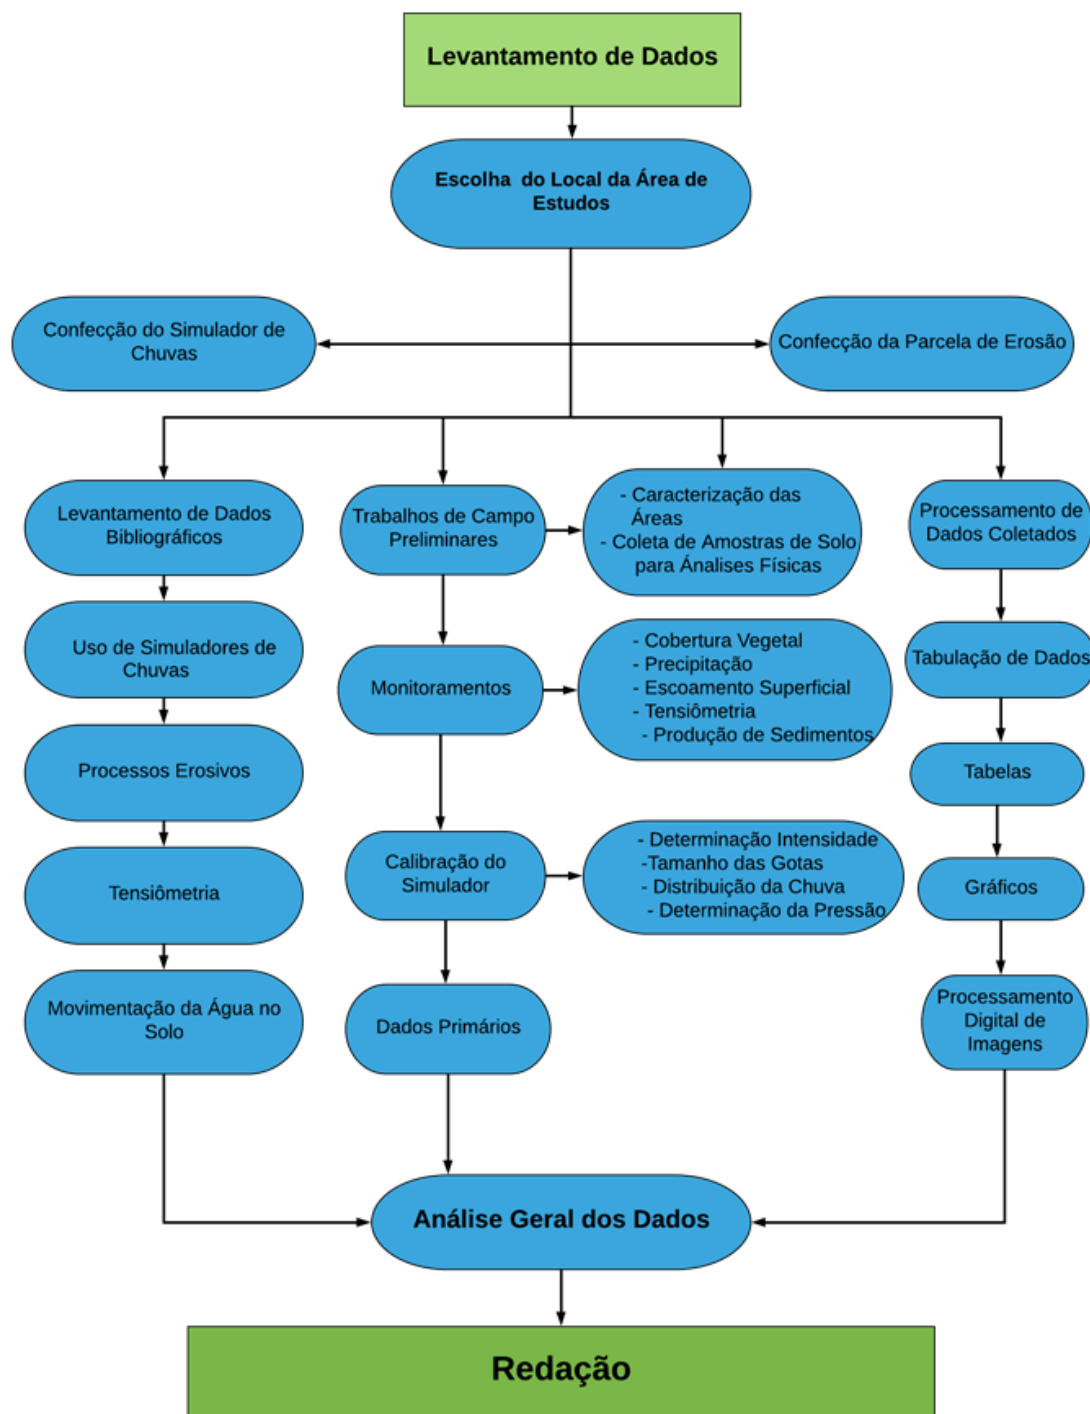 Levantamento de Dados
Escolha do Local da Área de
Estudos
Confecção do Simulador de
Chuvas
Confecção da Parcela de Erosão
Levantamento de Dados
Bibliográficos
Trabalhos de Campo
Preliminares
- Caracterização das
Áreas
- Coleta de Amostras de Solo
para Ánalises Físicas
Processamento de
Dados Coletados
Uso de Simuladores de
Chuvas
Monitoramentos
- Cobertura Vegetal
- Precipitação
- Escoamento Superficial
- Tensiômetria
- Produção de Sedimentos
Tabulação de Dados
Processos Erosivos
Tabelas
Calibração do
Simulador
- Determinação Intensidade
-Tamanho das Gotas
- Distribuição da Chuva
- Determinação da Pressão
Gráficos
Tensiômetria
Movimentação da Água no
Solo
Dados Primários
Processamento
Digital de
Imagens
Análise Geral dos Dados
Redação